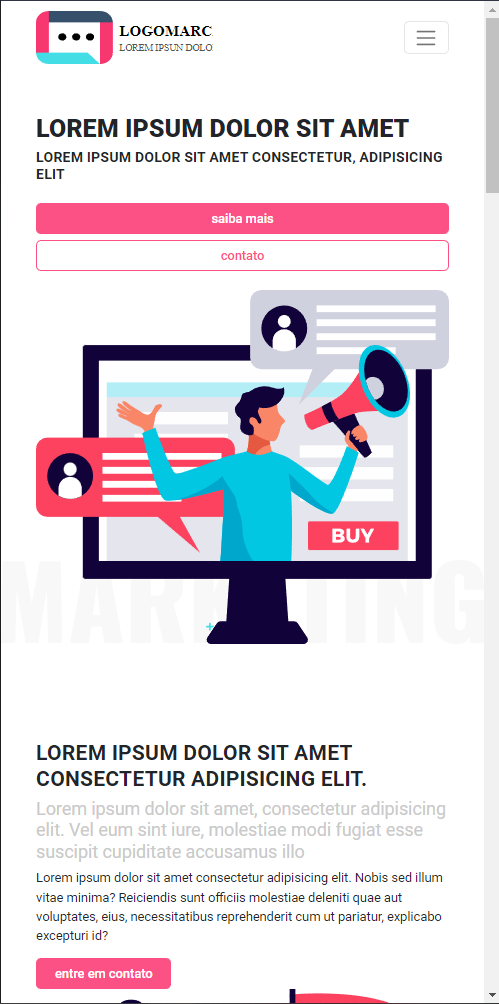 LOGOMARC
LOREM IPSUN DOLO
LOREM IPSUM DOLOR SIT AMET
LOREM IPSUM DOLOR SIT AMET CONSECTETUR, ADIPISICING
ELIT
saiba mais
contato
BUY
MARKETING
LOREM IPSUM DOLOR SIT AMET
CONSECTETUR ADIPISICING ELIT.
Lorem ipsum dolor sit amet, consectetur adipisicing
elit. Vel eum sint iure, molestiae modi fugiat esse
suscipit cupiditate accusamus illo
Lorem ipsum dolor sit amet consectetur adipisicing elit. Nobis sed illum
vitae minima? Reiciendis sunt officiis molestiae deleniti quae aut
voluptates, eius, necessitatibus reprehenderit cum ut pariatur, explicabo
excepturi id?
entre em contato